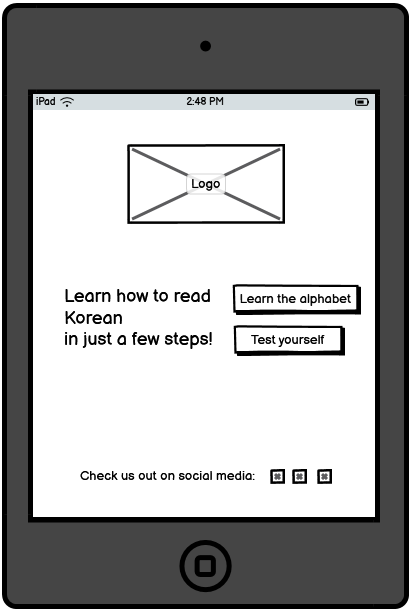 iPad
2:48 PM
Logo
Learn how to read
Korean
in just a few steps!
Learn the alphabet
Test yourself
Check us out on social media: